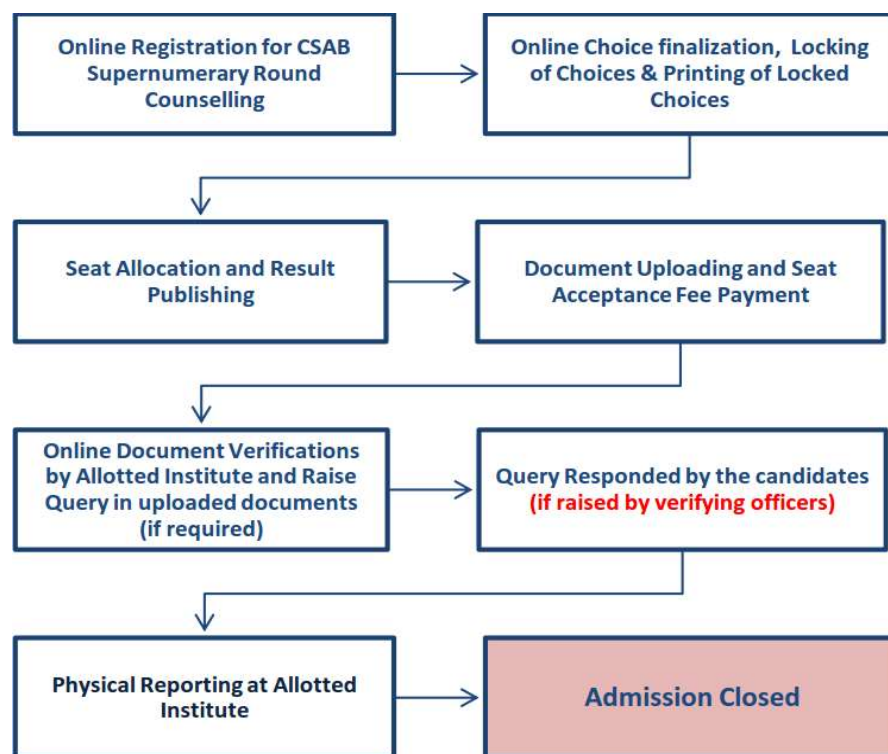 Online Registration for CSAB
Supernumerary Round
Counselling
Online Choice finalization, Locking
of Choices & Printing of Locked
Choices
Seat Allocation and Result
Publishing
Document Uploading and Seat
Acceptance Fee Payment
Online Document Verifications
by Allotted Institute and Raise
Query in uploaded documents
(if required)
Query Responded by the candidates
(if raised by verifying officers)
Physical Reporting at Allotted
Institute
Admission Closed